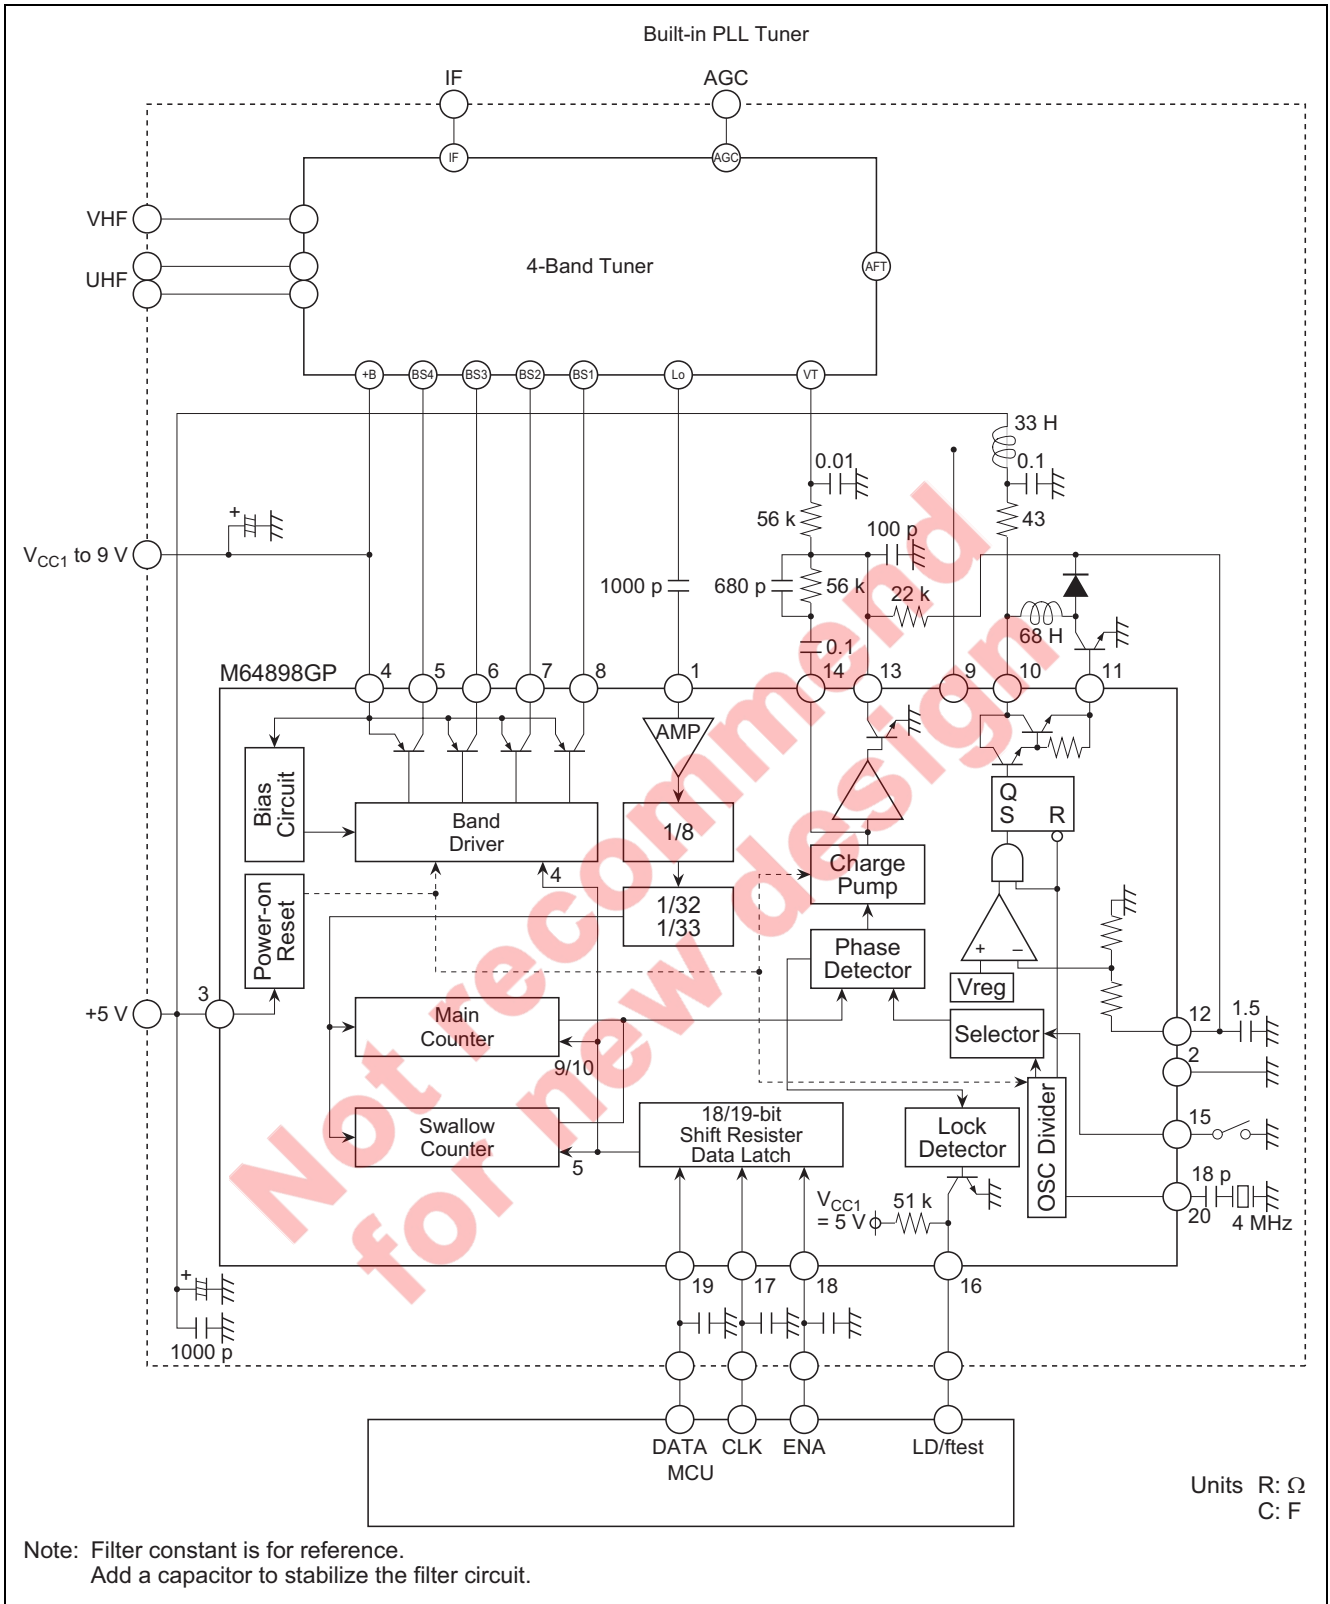 Built-in PLL Tuner
IF
AGC
IF
AGC
VHF
UHF
4-Band Tuner
AFT
+B
BS4
BS3
BS2
BS1
Lo
VT
33 H
0.01
0.1
+
56 k
43
100 p
VCC1 to 9 V
1000 p
680 p
56 k
22 k
68 H
0.1
M64898GP
4
5
6
7
8
1
14
13
9
10
11
AMP
Bias
Circuit
Band
Driver
1/8
Q
S
R
Charge
Pump
4
Power-on
Reset
1/32
1/33
Phase
Detector
+
−
Vreg
3
+5 V
Main
Counter
Selector
12
1.5
9/10
2
Swallow
Counter
18/19-bit
Shift Resister
Data Latch
5
Lock
Detector
OSC Divider
15
VCC1
= 5 V
51 k
18 p
20
4 MHz
19
17
18
16
+
1000 p
DATA
CLK
ENA
LD/ftest
MCU
Units R: Ω
C: F
Note: Filter constant is for reference.
Add a capacitor to stabilize the filter circuit.
Not recommend
for new design